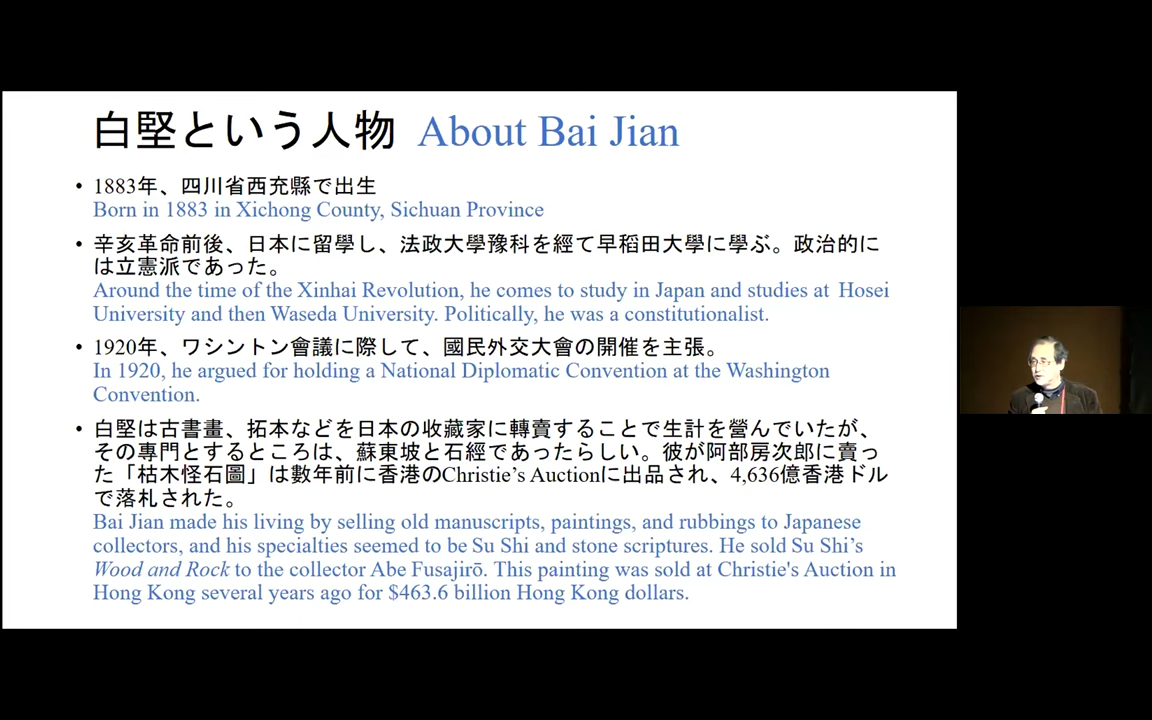 白堅という人物 About Bai Jian
• 1883年、四川省西充縣で出生
Born in 1883 in Xichong County, Sichuan Province
• 辛亥革命前後、日本に留學し、法政大學豫科を經て早稻田大學に學ぶ。政治的に
は立憲派であった。
Around the time of the Xinhai Revolution, he comes to study in Japan and studies at Hosei
University and then Waseda University. Politically, he was a constitutionalist.
• 1920年、ワシントン會議に際して、國民外交大會の開催を主張。
In 1920, he argued for holding a National Diplomatic Convention at the Washington
Convention.
• 白堅は古書畫、拓本などを日本の收藏家に轉賣することで生計を營んでいたが、
その專門とするところは、蘇東坡と石經であったらしい。彼が阿部房次郎に賣っ
た「枯木怪石圖」は數年前に香港のChristie’s Auctionに出品され、4,636億香港ドル
で落札された。
Bai Jian made his living by selling old manuscripts, paintings, and rubbings to Japanese
collectors, and his specialties seemed to be Su Shi and stone scriptures. He sold Su Shi’s
Wood and Rock to the collector Abe Fusajirō. This painting was sold at Christie's Auction in
Hong Kong several years ago for $463.6 billion Hong Kong dollars.